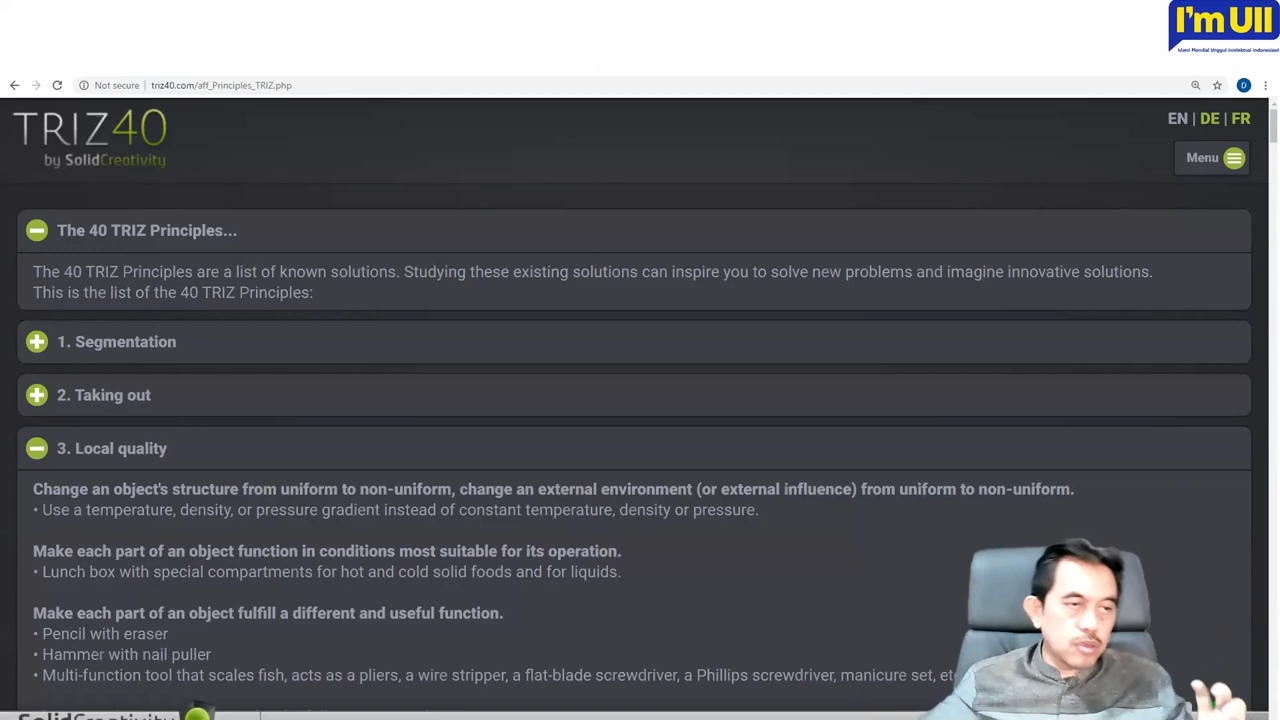 I'm UII
Islami Mondial Unggul Intelektual Indonesiawi!
Not secure | triz40.com/aff_Principles_TRIZ.php
D
TRIZ40
by SolidCreativity
EN | DE | FR
Menu
The 40 TRIZ Principles...
The 40 TRIZ Principles are a list of known solutions. Studying these existing solutions can inspire you to solve new problems and imagine innovative solutions.
This is the list of the 40 TRIZ Principles:
1. Segmentation
2. Taking out
3. Local quality
Change an object's structure from uniform to non-uniform, change an external environment (or external influence) from uniform to non-uniform.
• Use a temperature, density, or pressure gradient instead of constant temperature, density or pressure.
Make each part of an object function in conditions most suitable for its operation.
• Lunch box with special compartments for hot and cold solid foods and for liquids.
Make each part of an object fulfill a different and useful function.
• Pencil with eraser
• Hammer with nail puller
• Multi-function tool that scales fish, acts as a pliers, a wire stripper, a flat-blade screwdriver, a Phillips screwdriver, manicure set,
SolidCreativity